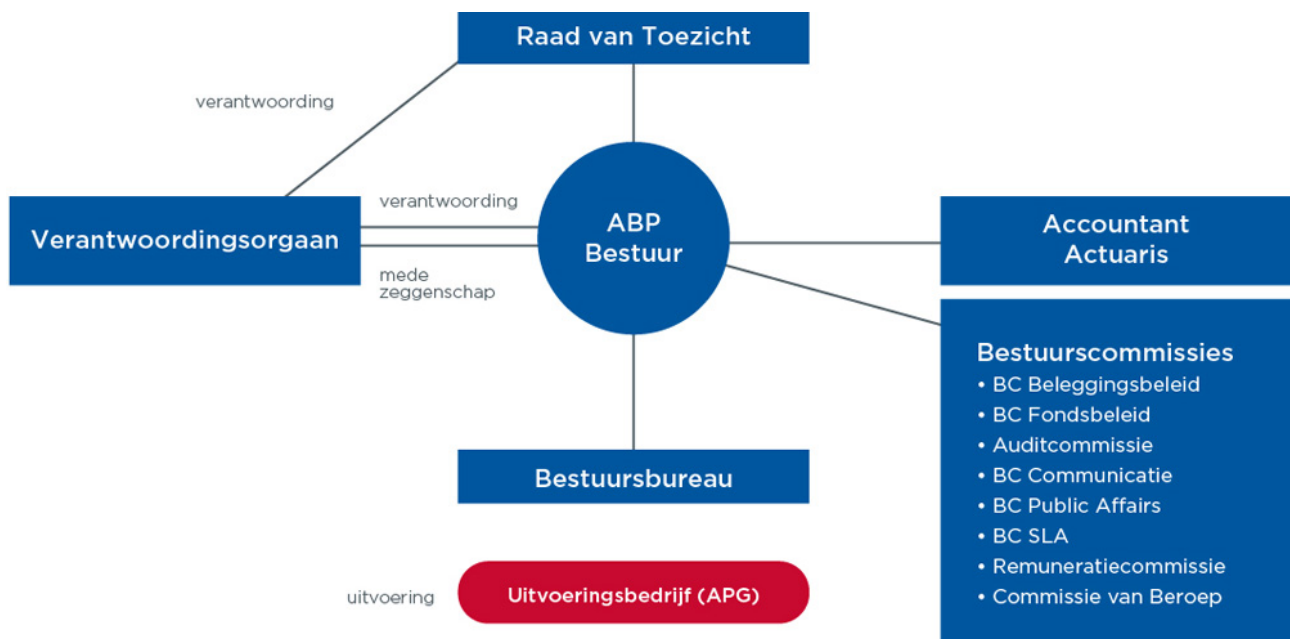 Raad van Toezicht
verantwoording
Verantwoordingsorgaan
verantwoording
mede
zeggenschap
ABP
Bestuur
Accountant
Actuaris
Bestuurscommissies
• BC Beleggingsbeleid
• BC Fondsbeleid
• Auditcommissie
• BC Communicatie
• BC Public Affairs
• BC SLA
• Remuneratiecommissie
• Commissie van Beroep
Bestuursbureau
uitvoering
Uitvoeringsbedrijf (APG)